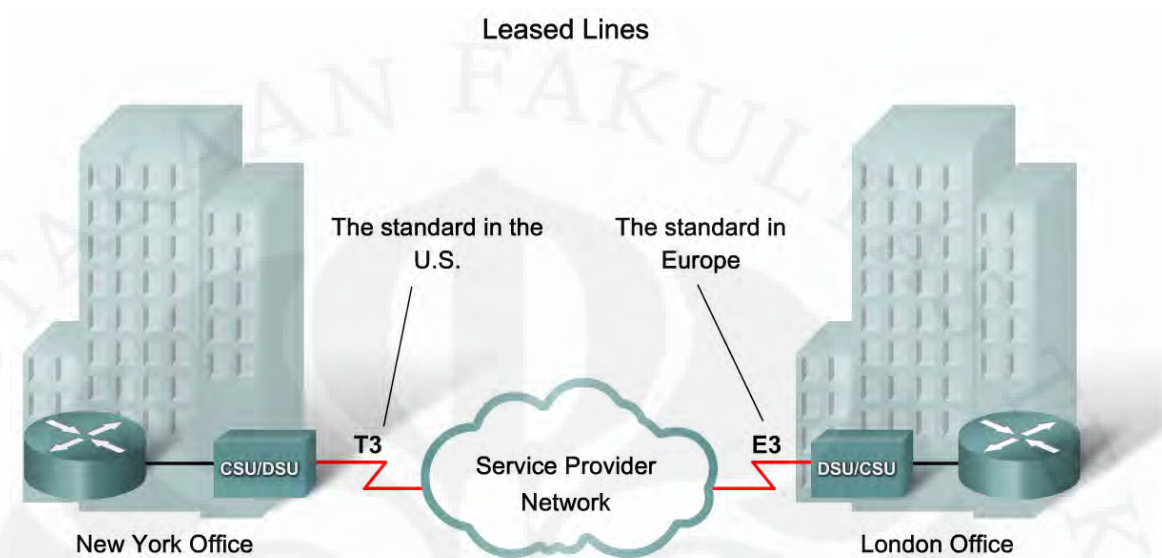 Leased Lines
The standard in the
U.S.
The standard in
Europe
T3
E3
CSU/DSU
Service Provider
Network
DSU/CSU
New York Office
London Office